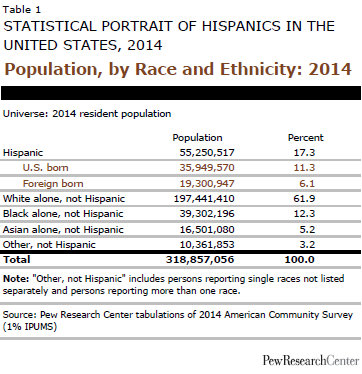 Table 1
STATISTICAL PORTRAIT OF HISPANICS IN THE
UNITED STATES, 2014
Population, by Race and Ethnicity: 2014
Universe: 2014 resident population
Population Percent
Hispanic 55,250,517 17.3
U.S. born 35,949,570 11.3
Foreign born 19,300,947 6.1
White alone, not Hispanic 197,441,410 61.9
Black alone, not Hispanic 39,302,196 12.3
Asian alone, not Hispanic 16,501,080 5.2
Other, not Hispanic 10,361,853 3.2
Total 318,857,056 100.0
Note: "Other, not Hispanic" includes persons reporting single races not listed
separately and persons reporting more than one race.
Source: Pew Research Center tabulations of 2014 American Community Survey
(1% IPUMS)
PewResearchCenter